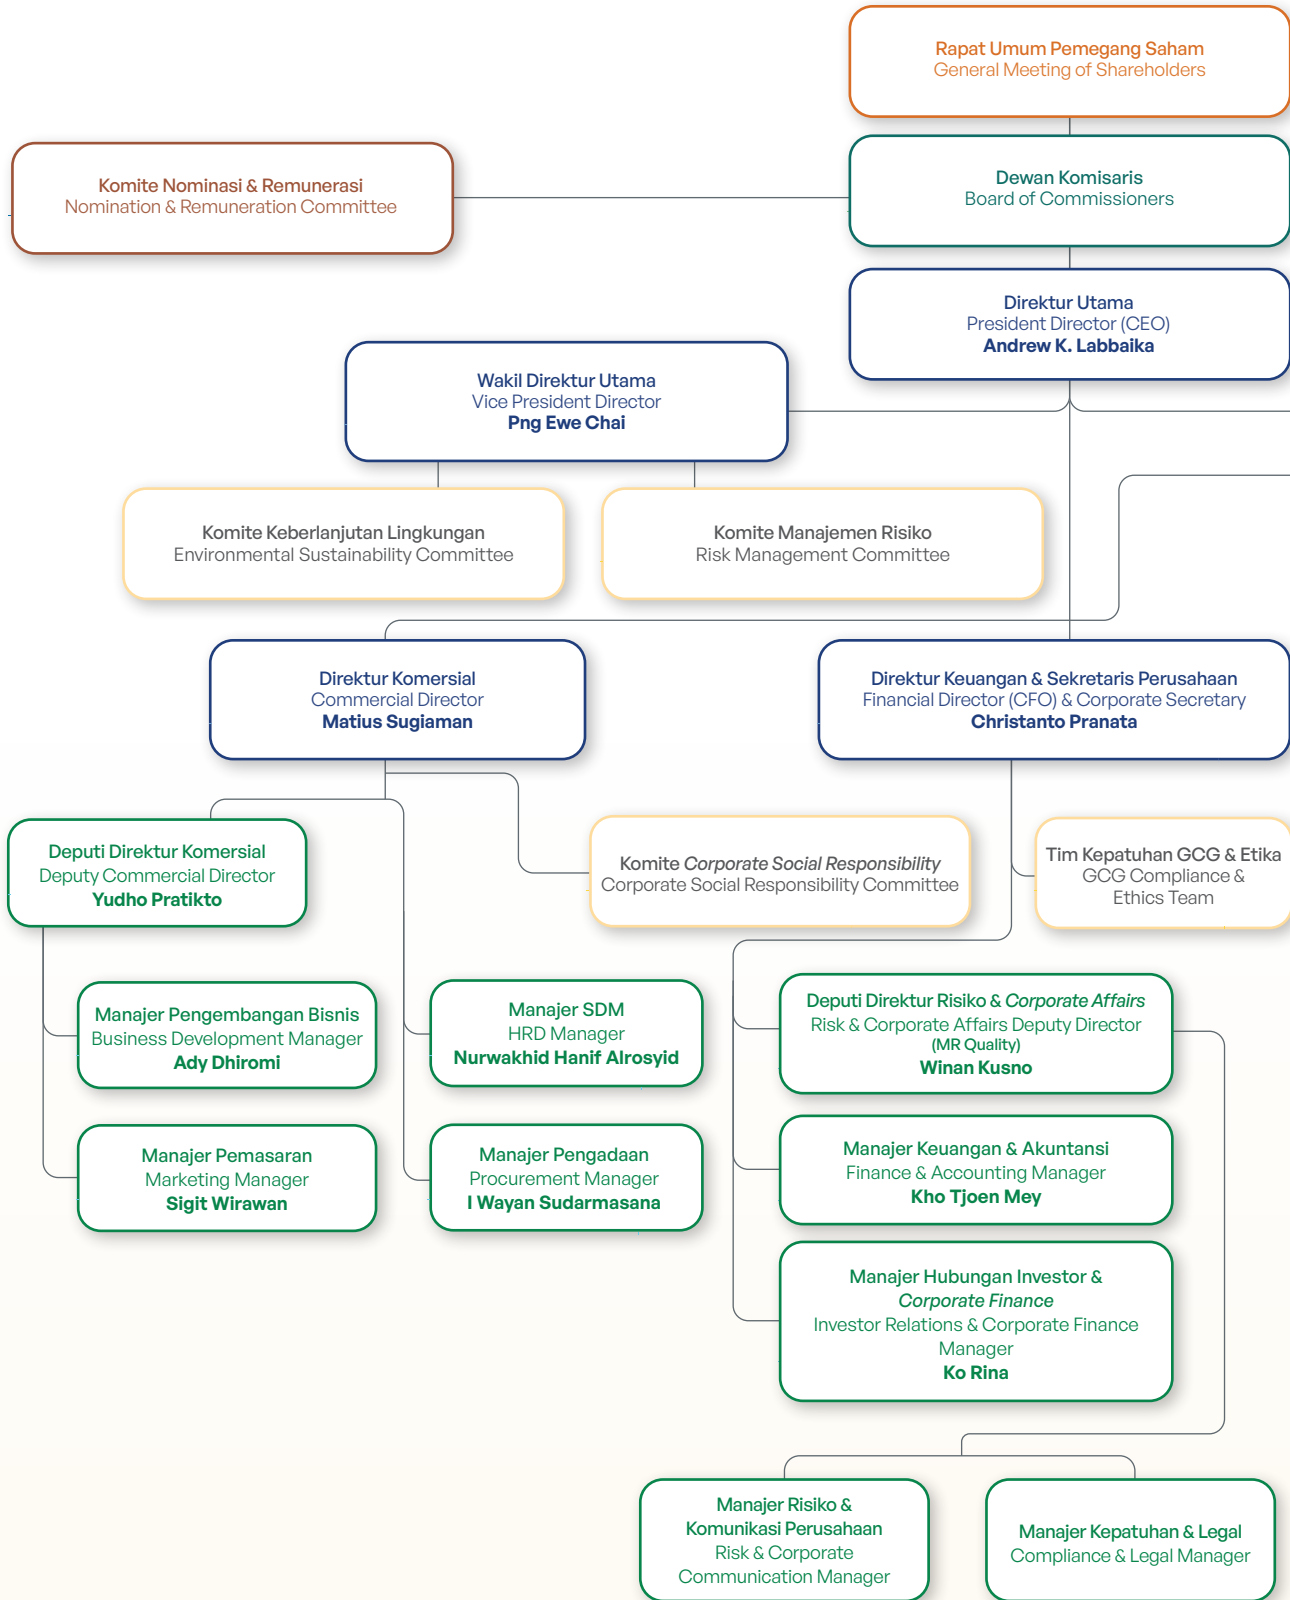 Rapat Umum Pemegang Saham
General Meeting of Shareholders
Komite Nominasi & Remunerasi
Nomination & Remuneration Committee
Dewan Komisaris
Board of Commissioners
Direktur Utama
President Director (CEO)
Andrew K. Labbaika
Wakil Direktur Utama
Vice President Director
Png Ewe Chai
Komite Keberlanjutan Lingkungan
Environmental Sustainability Committee
Komite Manajemen Risiko
Risk Management Committee
Direktur Komersial
Commercial Director
Matius Sugiaman
Direktur Keuangan & Sekretaris Perusahaan
Financial Director (CFO) & Corporate Secretary
Christanto Pranata
Deputi Direktur Komersial
Deputy Commercial Director
Yudho Pratikto
Komite Corporate Social Responsibility
Corporate Social Responsibility Committee
Tim Kepatuhan GCG & Etika
GCG Compliance &
Ethics Team
Manajer Pengembangan Bisnis
Business Development Manager
Ady Dhiromi
Manajer SDM
HRD Manager
Nurwakhid Hanif Alrosyid
Deputi Direktur Risiko & Corporate Affairs
Risk & Corporate Affairs Deputy Director
(MR Quality)
Winan Kusno
Manajer Pemasaran
Marketing Manager
Sigit Wirawan
Manajer Pengadaan
Procurement Manager
I Wayan Sudarmasana
Manajer Keuangan & Akuntansi
Finance & Accounting Manager
Kho Tjoen Mey
Manajer Hubungan Investor &
Corporate Finance
Investor Relations & Corporate Finance
Manager
Ko Rina
Manajer Risiko &
Komunikasi Perusahaan
Risk & Corporate
Communication Manager
Manajer Kepatuhan & Legal
Compliance & Legal Manager